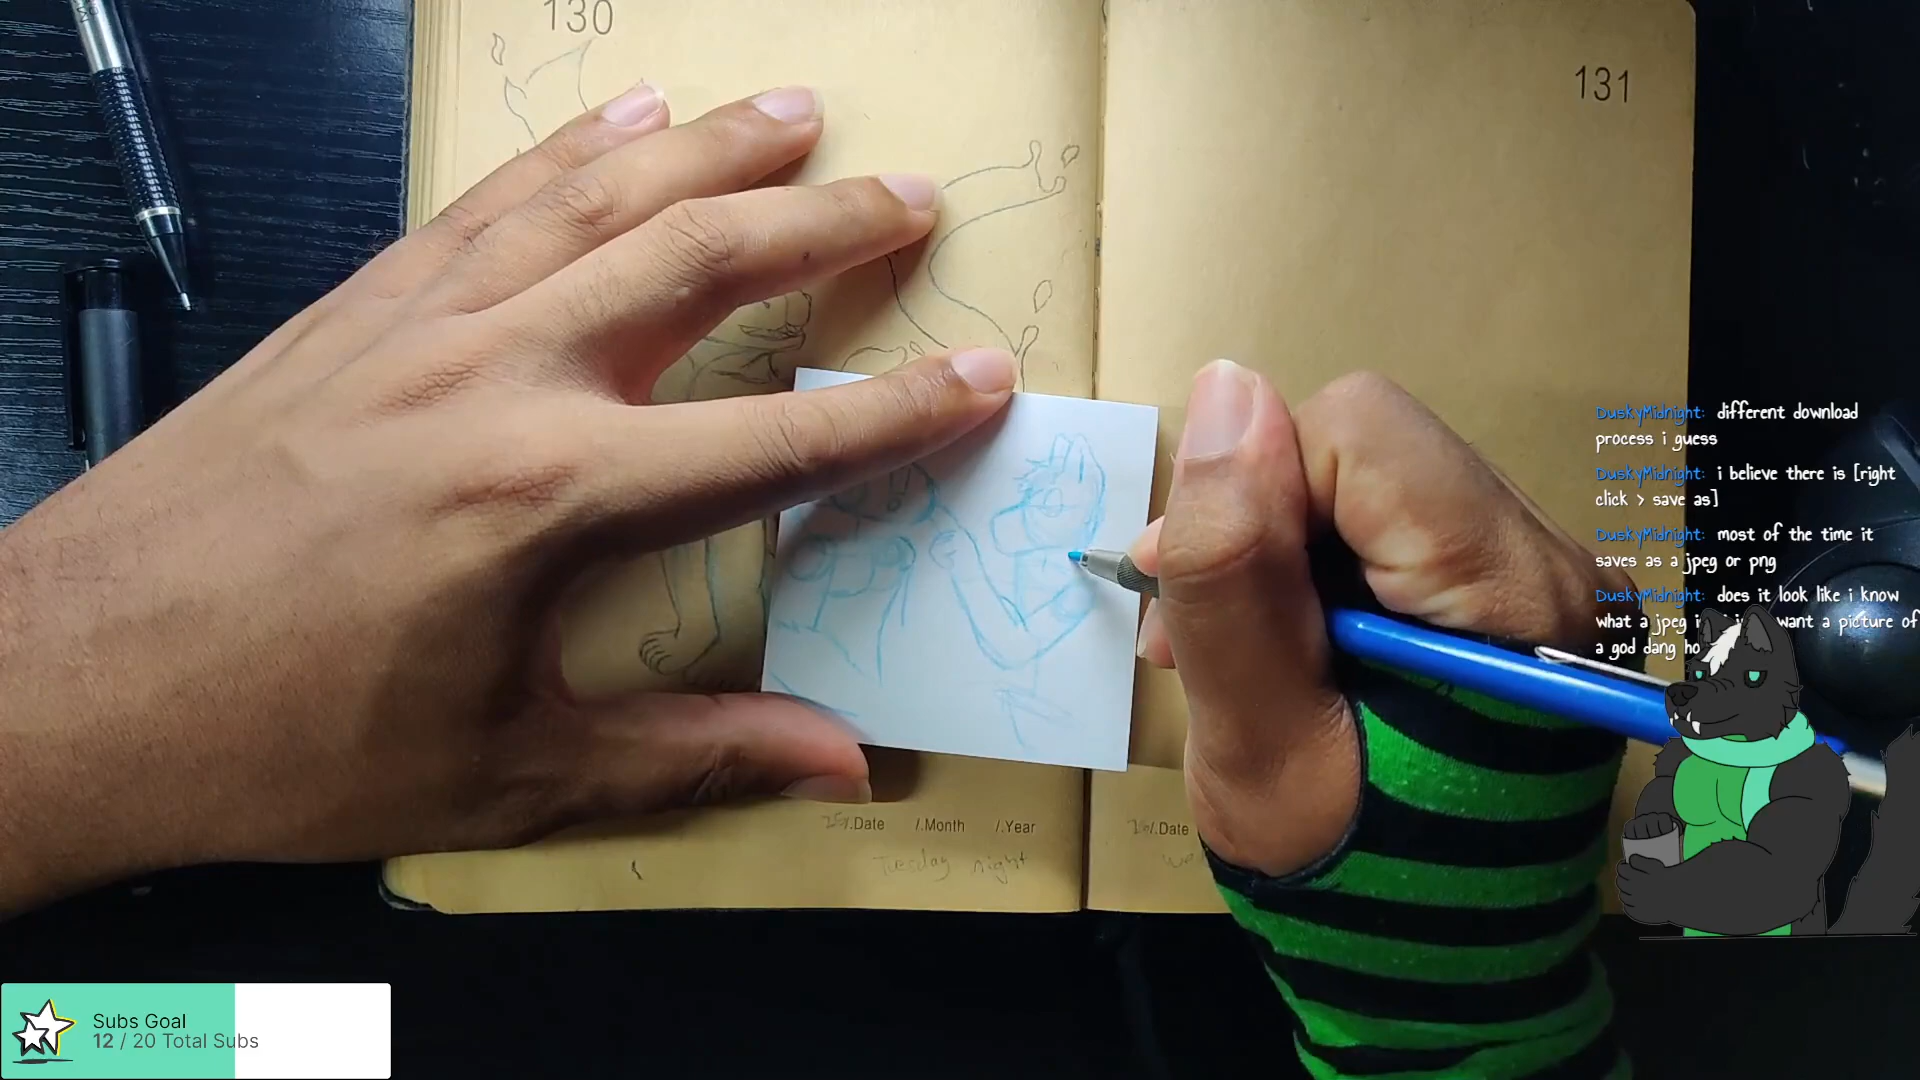 130
131
DuskyMidnight: different download
process i guess
DuskyMidnight: i believe there is [right
click > save as]
DuskyMidnight: most of the time it
saves as a jpeg or png
DuskyMidnight: does it look like i know
what a jpeg want a picture of
a god dang ho
25/.Date /.Month /.Year
Tuesday night
/.Date
Subs Goal
12 / 20 Total Subs